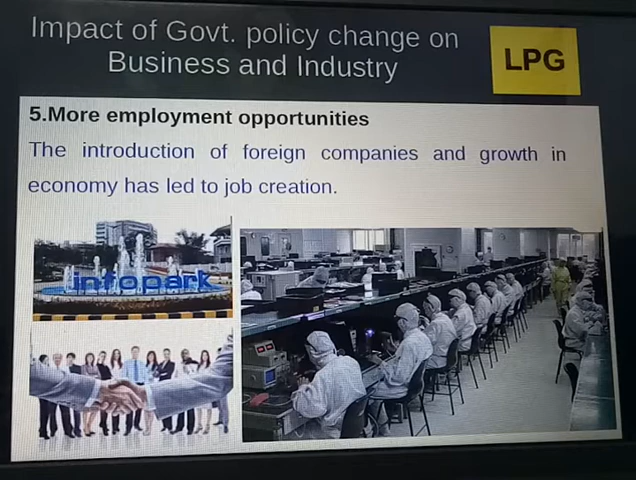 Impact of Govt. policy change on
Business and Industry
LPG
5.More employment opportunities
The introduction of foreign companies and growth in
economy has led to job creation.
infopark